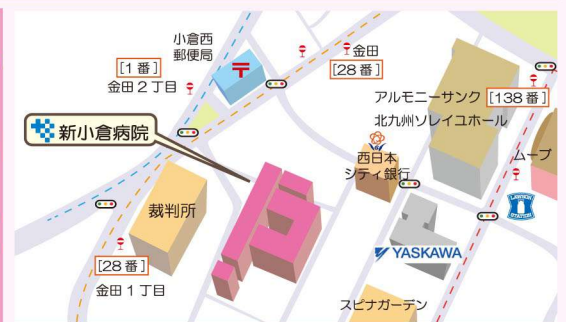 小倉西
郵便局
[1番]
金田2丁目
金田
[28番]
アルモニーサンク
[138番]
北九州ソレイユホール
新小倉病院
西日本
シティ銀行
ムーブ
LAWSON
STATION
裁判所
YASKAWA
[28番]
金田1丁目
スピナガーデン